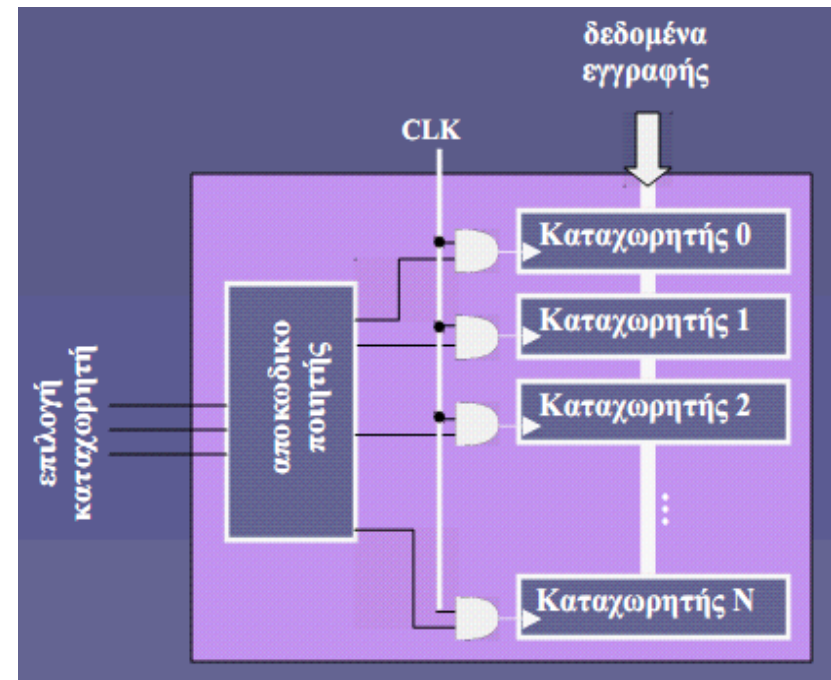 δεδομένα
εγγραφής
CLK
Καταχωρητής 0
Καταχωρητής 1
Καταχωρητής 2
⋮
Καταχωρητής N
αποκωδικο
ποιητής
επιλογή
καταχωρητή